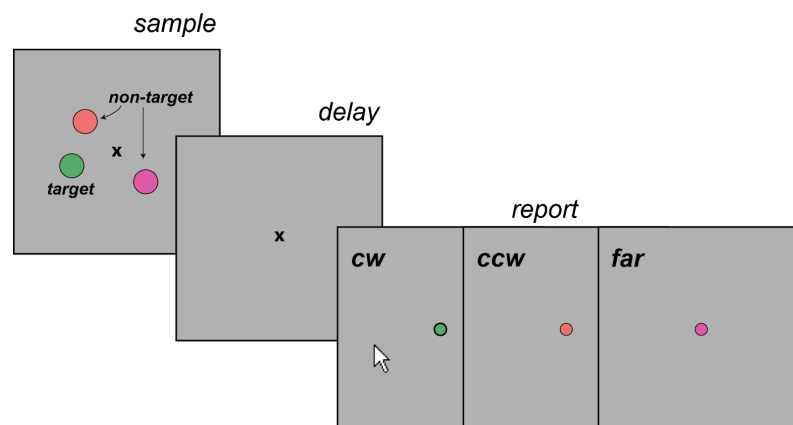 sample
non-target
x
target
delay
x
report
cw
ccw
far